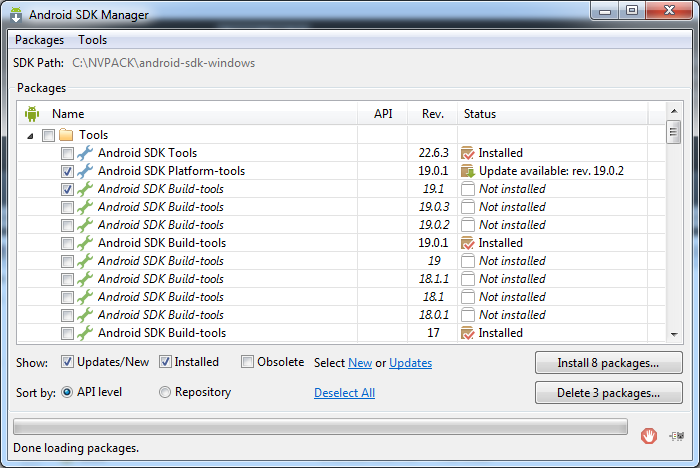 Android SDK Manager
Packages Tools
SDK Path: C:\NVPACK\android-sdk-windows
Packages
Name API Rev. Status
Tools
Android SDK Tools 22.6.3 Installed
Android SDK Platform-tools 19.0.1 Update available: rev. 19.0.2
Android SDK Build-tools 19.1 Not installed
Android SDK Build-tools 19.0.3 Not installed
Android SDK Build-tools 19.0.2 Not installed
Android SDK Build-tools 19.0.1 Installed
Android SDK Build-tools 19 Not installed
Android SDK Build-tools 18.1.1 Not installed
Android SDK Build-tools 18.1 Not installed
Android SDK Build-tools 18.0.1 Not installed
Android SDK Build-tools 17 Installed
Show: Updates/New Installed Obsolete Select New or Updates Install 8 packages...
Sort by: API level Repository Deselect All Delete 3 packages...
Done loading packages.